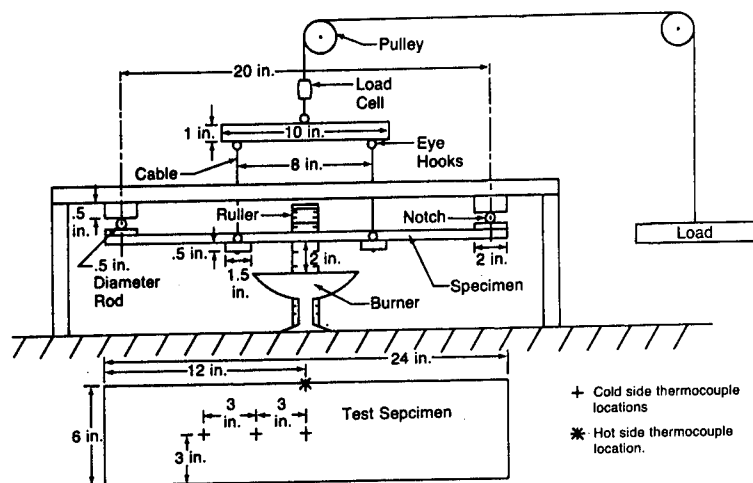 Pulley
20 in.
Load
Cell
1 in.
10 in.
Eye
Hooks
Cable
8 in.
.5
in.
Ruller
Notch
Load
.5 in.
Diameter
Rod
.5 in.
2 in.
2 in.
1.5
in.
Specimen
Burner
24 in.
12 in.
6 in.
3
in.
3
in.
Test Sepcimen
3 in.
+ Cold side thermocouple
locations
* Hot side thermocouple
location.